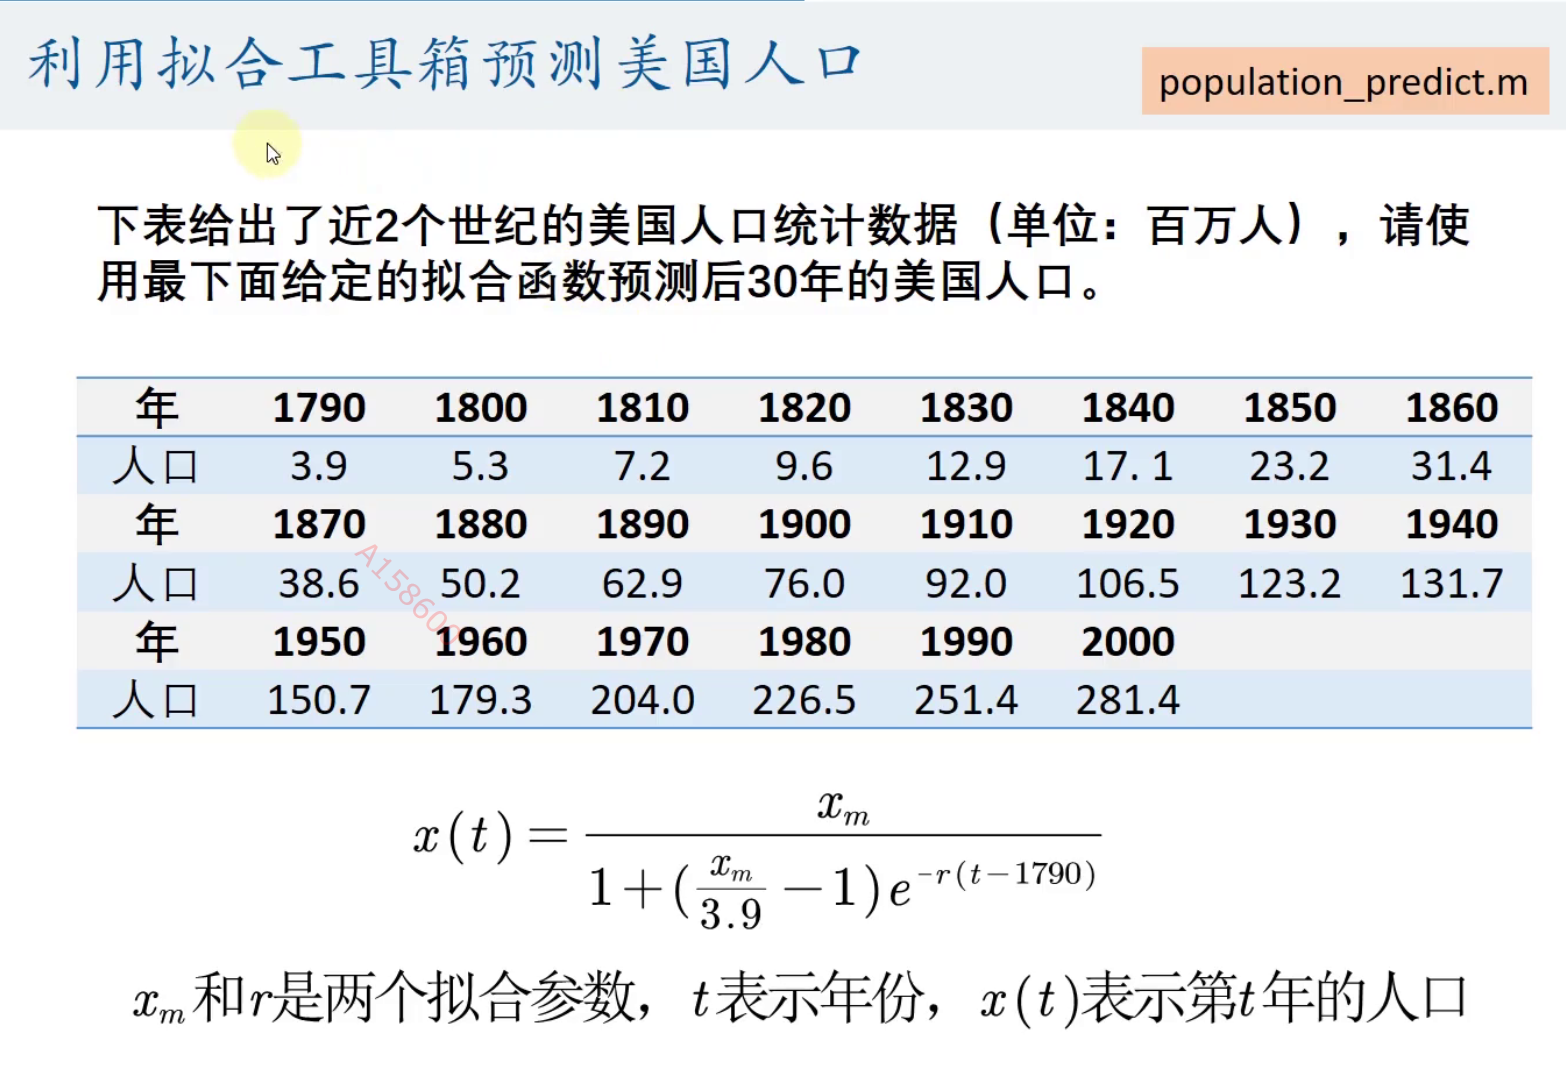 利用拟合工具箱预测美国人口
population_predict.m
下表给出了近2个世纪的美国人口统计数据（单位：百万人），请使
用最下面给定的拟合函数预测后30年的美国人口。
年 1790 1800 1810 1820 1830 1840 1850 1860
人口 3.9 5.3 7.2 9.6 12.9 17. 1 23.2 31.4
年 1870 1880 1890 1900 1910 1920 1930 1940
人口 38.6 50.2 62.9 76.0 92.0 106.5 123.2 131.7
A158600
年 1950 1960 1970 1980 1990 2000
人口 150.7 179.3 204.0 226.5 251.4 281.4
x(t) = \frac{x_m}{1+(\frac{x_m}{3.9}-1)e^{-r(t-1790)}}
x_m和r是两个拟合参数，t表示年份，x(t)表示第t年的人口